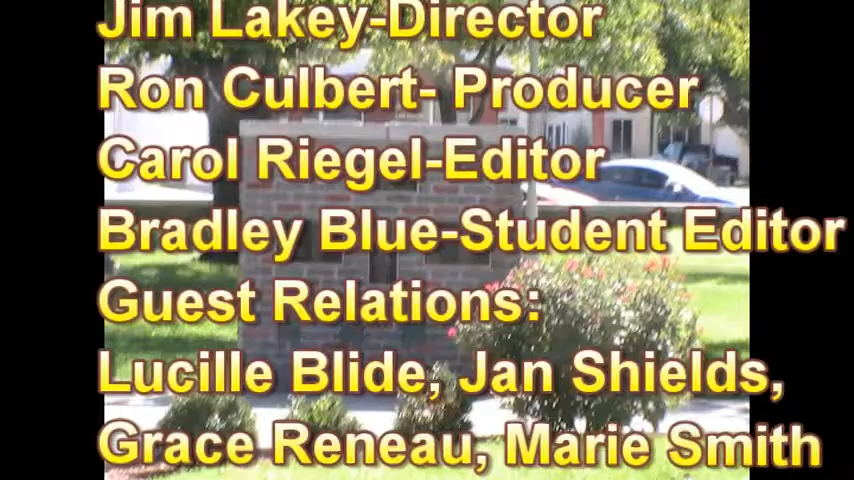 Jim Lakey-Director
Ron Culbert- Producer
Carol Riegel-Editor
Bradley Blue-Student Editor
Guest Relations:
Lucille Blide, Jan Shields,
Grace Reneau, Marie Smith